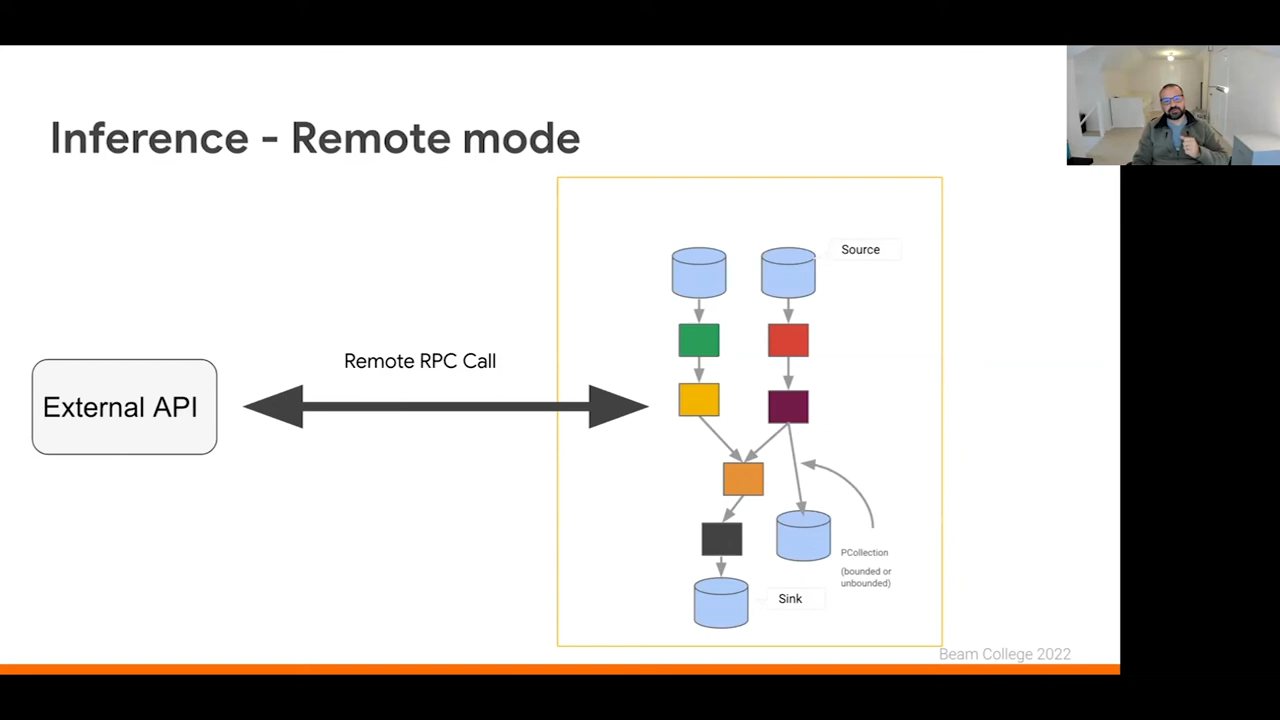 Inference - Remote mode
Source
Remote RPC Call
External API
PCollection
(bounded or
unbounded)
Sink
Beam College 2022